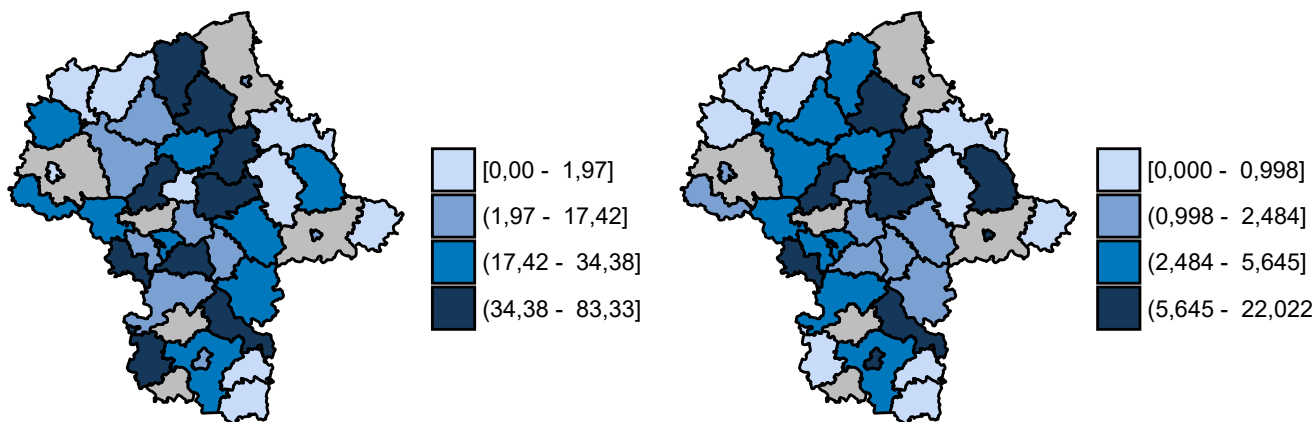 [0,00 - 1,97]
(1,97 - 17,42]
(17,42 - 34,38]
(34,38 - 83,33]
[0,000 - 0,998]
(0,998 - 2,484]
(2,484 - 5,645]
(5,645 - 22,022